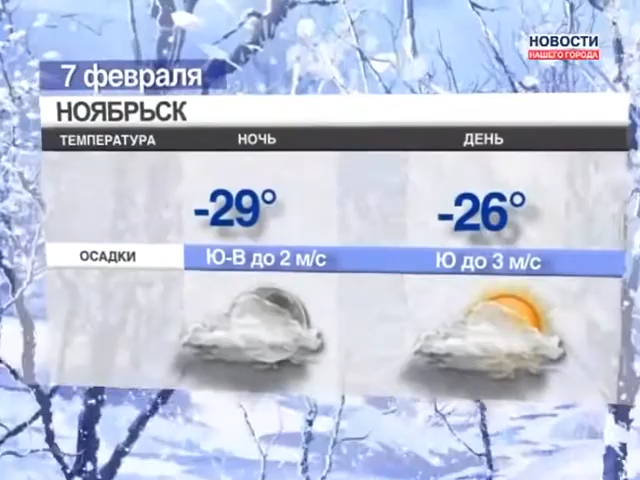 НОВОСТИ
НАШЕГО ГОРОДА
7 февраля
НОЯБРЬСК
ТЕМПЕРАТУРА НОЧЬ ДЕНЬ
-29° -26°
ОСАДКИ Ю-В до 2 м/с Ю до 3 м/с